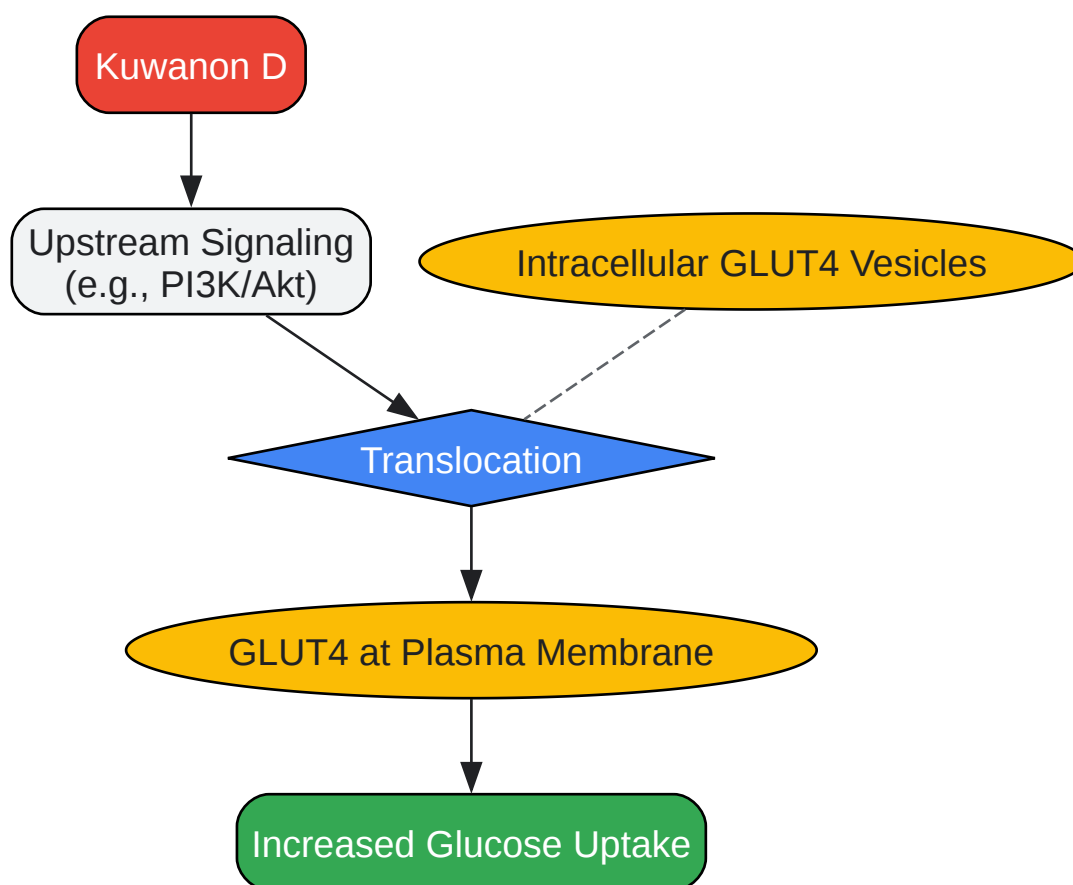 Kuwanon D
Upstream Signaling
(e.g., PI3K/Akt)
Intracellular GLUT4 Vesicles
Translocation
GLUT4 at Plasma Membrane
Increased Glucose Uptake